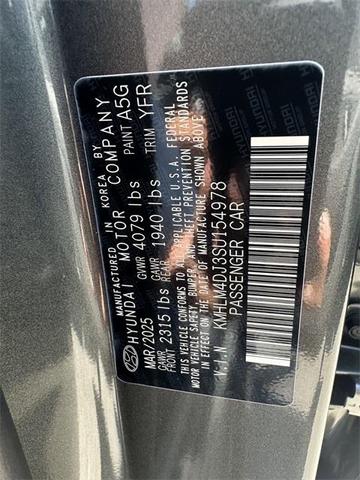 MANUFACTURED IN KOREA BY
HYUNDAI MOTOR COMPANY
MAR/2025 GVWR 4079 lbs PAINT A5G
GAWR FRONT 2315 lbs GAWR REAR 1940 lbs TRIM YFR
THIS VEHICLE CONFORMS TO ALL APPLICABLE U.S.A. FEDERAL
MOTOR VEHICLE SAFETY, BUMPER, AND THEFT PREVENTION STANDARDS
IN EFFECT ON THE DATE OF MANUFACTURE SHOWN ABOVE.
V.I.N KMHLM4DJ3SU154978
PASSENGER CAR